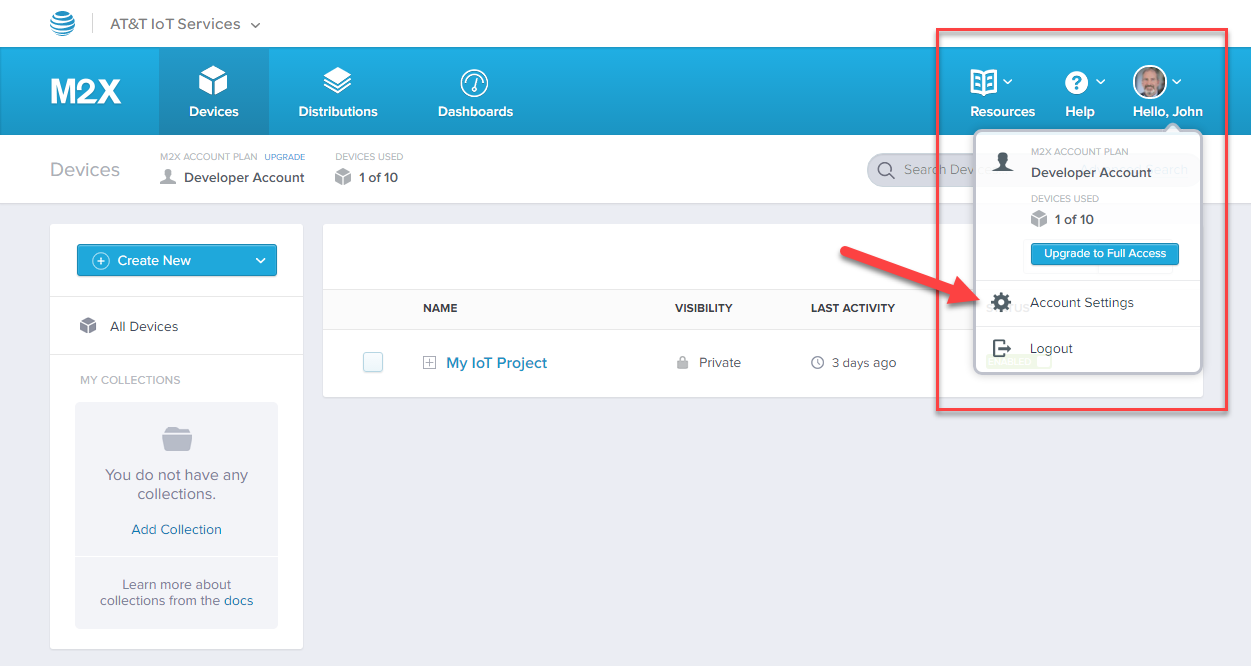 AT&T IoT Services
M2X
Devices
Distributions
Dashboards
Resources
Help
Hello, John
Devices
M2X ACCOUNT PLAN UPGRADE
Developer Account
DEVICES USED
1 of 10
Search Dev
M2X ACCOUNT PLAN
Developer Account
DEVICES USED
1 of 10
Upgrade to Full Access
Account Settings
Logout
Create New
All Devices
MY COLLECTIONS
You do not have any
collections.
Add Collection
Learn more about
collections from the docs
NAME
VISIBILITY
LAST ACTIVITY
STATUS
My IoT Project
Private
3 days ago